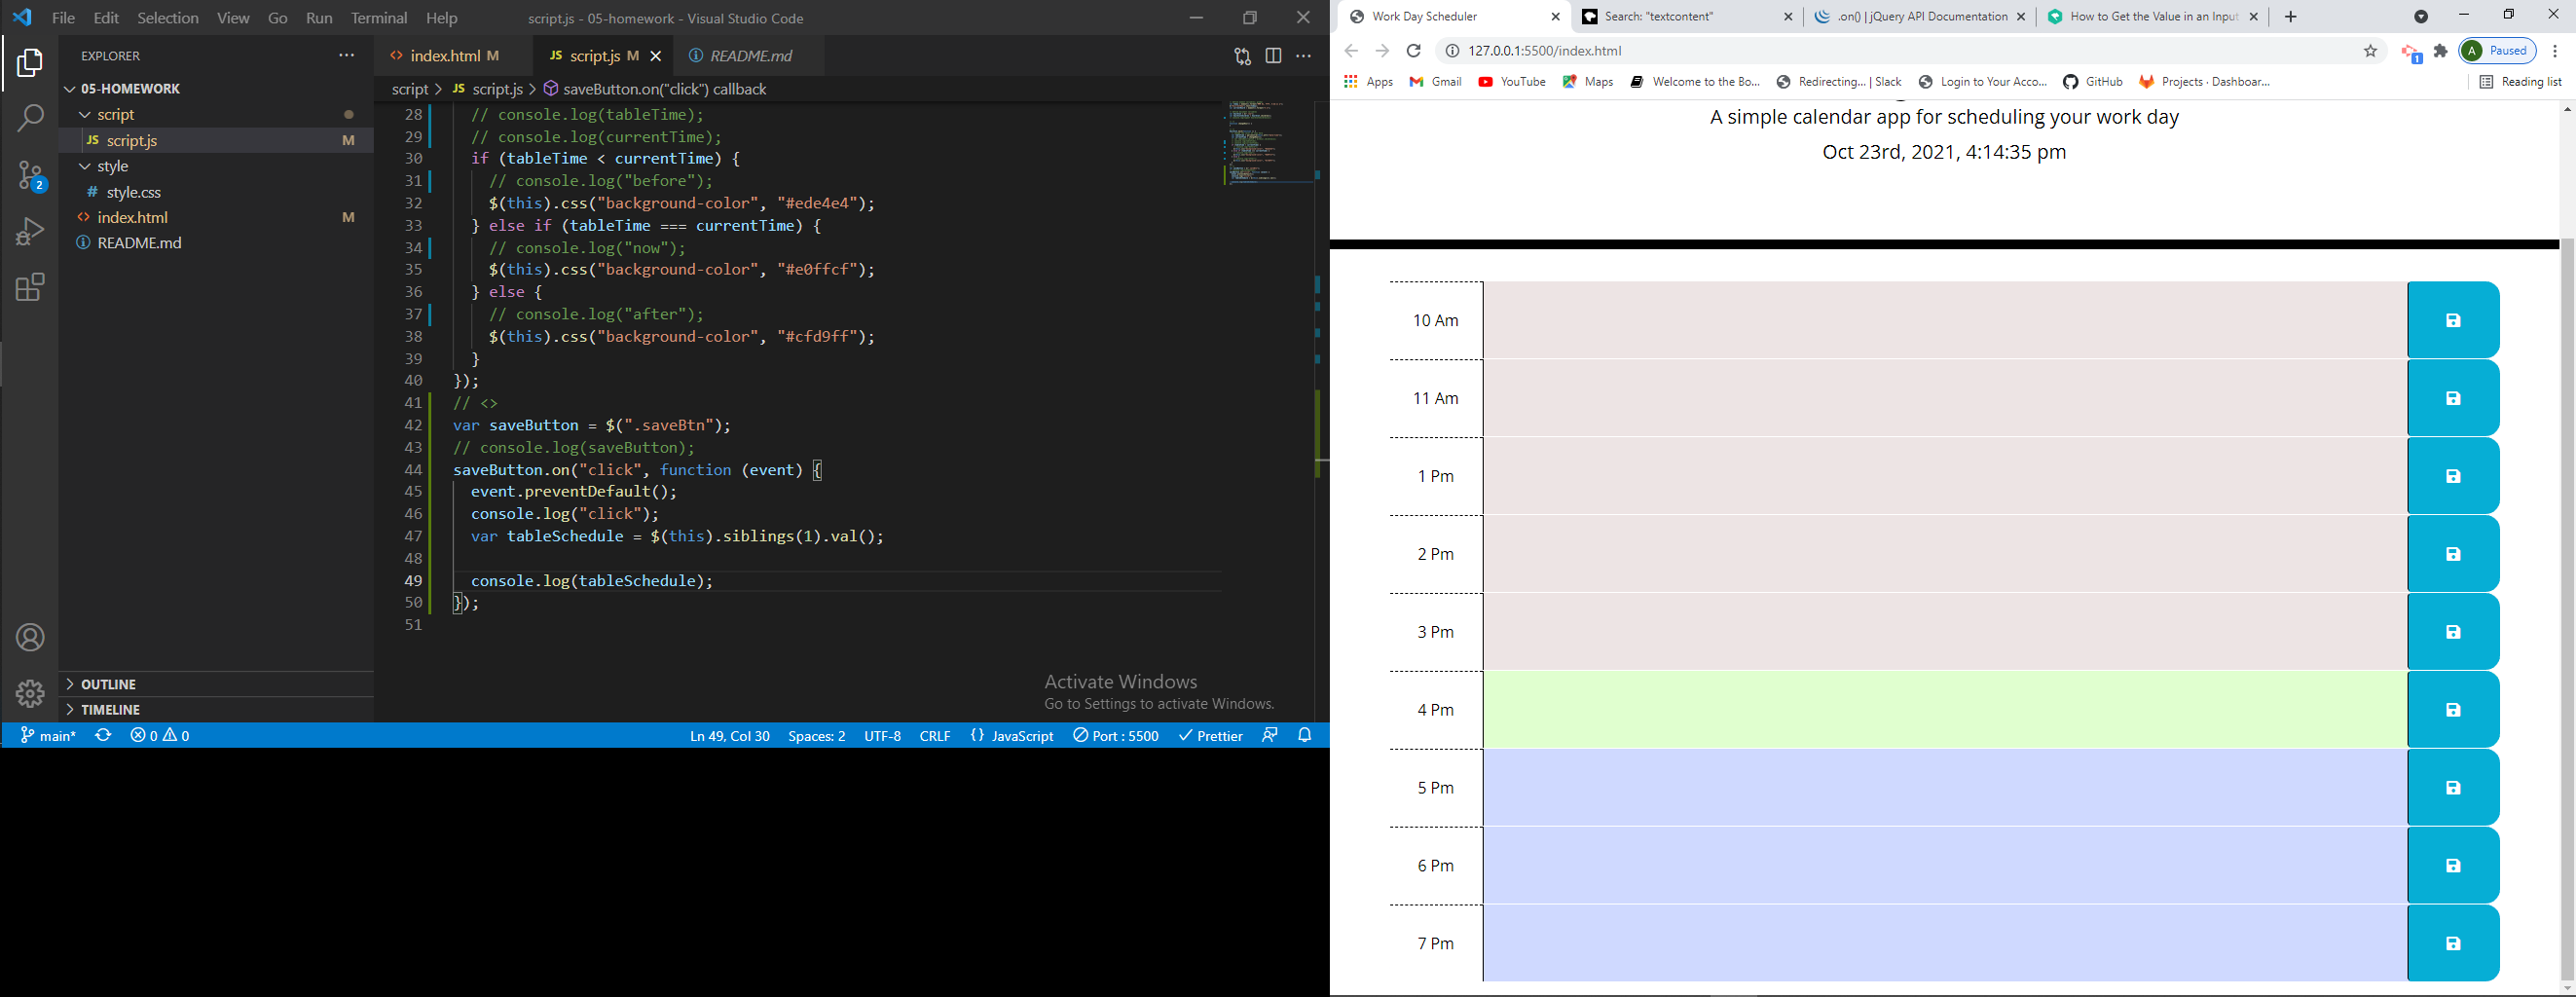 File Edit Selection View Go Run Terminal Help script.js - 05-homework - Visual Studio Code
EXPLORER
05-HOMEWORK
script
JS script.js M
style
# style.css
<> index.html M
README.md
OUTLINE
TIMELINE
2
<> index.html M JS script.js M README.md
script > JS script.js > saveButton.on("click") callback
28 // console.log(tableTime);
29 // console.log(currentTime);
30 if (tableTime < currentTime) {
31 // console.log("before");
32 $(this).css("background-color", "#ede4e4");
33 } else if (tableTime === currentTime) {
34 // console.log("now");
35 $(this).css("background-color", "#e0ffcf");
36 } else {
37 // console.log("after");
38 $(this).css("background-color", "#cfd9ff");
39 }
40 });
41 // <>
42 var saveButton = $(".saveBtn");
43 // console.log(saveButton);
44 saveButton.on("click", function (event) {
45 event.preventDefault();
46 console.log("click");
47 var tableSchedule = $(this).siblings(1).val();
48
49 console.log(tableSchedule);
50 });
51
Activate Windows
Go to Settings to activate Windows.
main* 0 0 Ln 49, Col 30 Spaces: 2 UTF-8 CRLF {} JavaScript Port : 5500 Prettier
Work Day Scheduler Search: "textcontent" .on() | jQuery API Documentation How to Get the Value in an Input
127.0.0.1:5500/index.html 1 A Paused
Apps Gmail YouTube Maps Welcome to the Bo... Redirecting... | Slack Login to Your Acco... GitHub Projects · Dashboar... Reading list
A simple calendar app for scheduling your work day
Oct 23rd, 2021, 4:14:35 pm
10 Am
11 Am
1 Pm
2 Pm
3 Pm
4 Pm
5 Pm
6 Pm
7 Pm